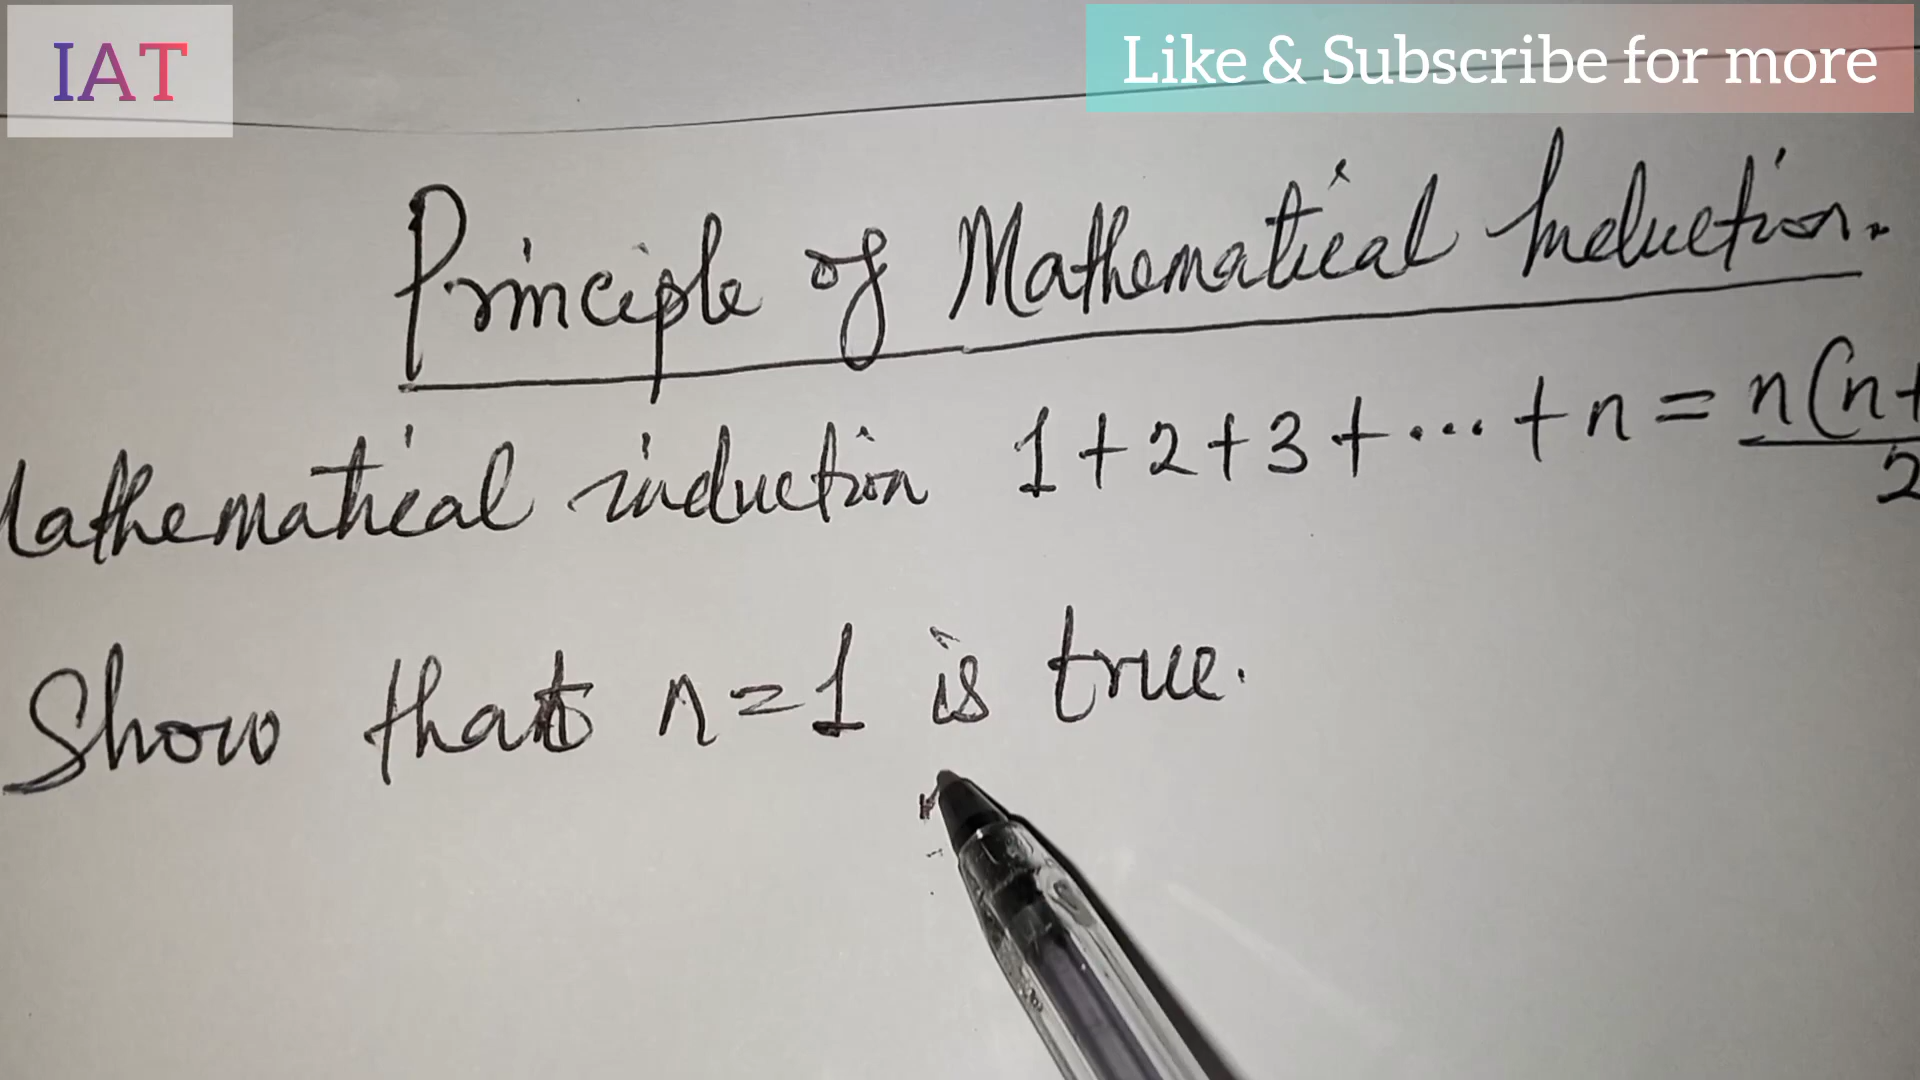 IAT
Like & Subscribe for more
Principle of Mathematical Induction.
Mathematical induction 1+2+3+...+n = n(n+
2
Show that n=1 is true.